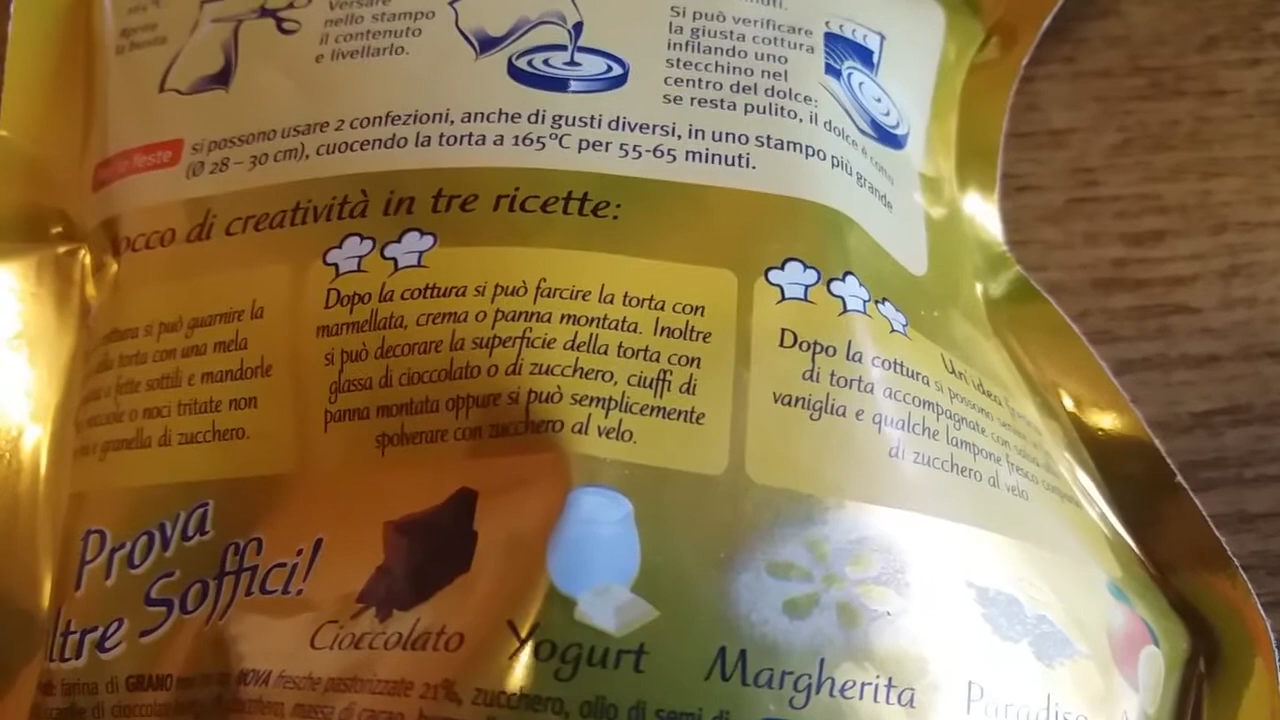 Versare
nello stampo
il contenuto
e livellarlo.
Si può verificare
la giusta cottura
infilando uno
stecchino nel
centro del dolce:
se resta pulito, il dolce è cotto
feste
si possono usare 2 confezioni, anche di gusti diversi, in uno stampo più grande
(Ø 28 – 30 cm), cuocendo la torta a 165°C per 55-65 minuti.
di creatività in tre ricette:
si può guarnire la
torta con una mela
a fette sottili e mandorle
o noci tritate non
granella di zucchero.
Dopo la cottura si può farcire la torta con
marmellata, crema o panna montata. Inoltre
si può decorare la superficie della torta con
glassa di cioccolato o di zucchero, ciuffi di
panna montata oppure si può semplicemente
spolverare con zucchero al velo.
Un'idea
Dopo la cottura si possono
di torta accompagnate con
vaniglia e qualche lampone fresco
di zucchero al velo
Prova
ltre Soffici!
Cioccolato
Yogurt
Margherita
Paradiso
farina di GRANO fresche pastorizzate 21%, zucchero, olio di semi di
di massa di cacao,